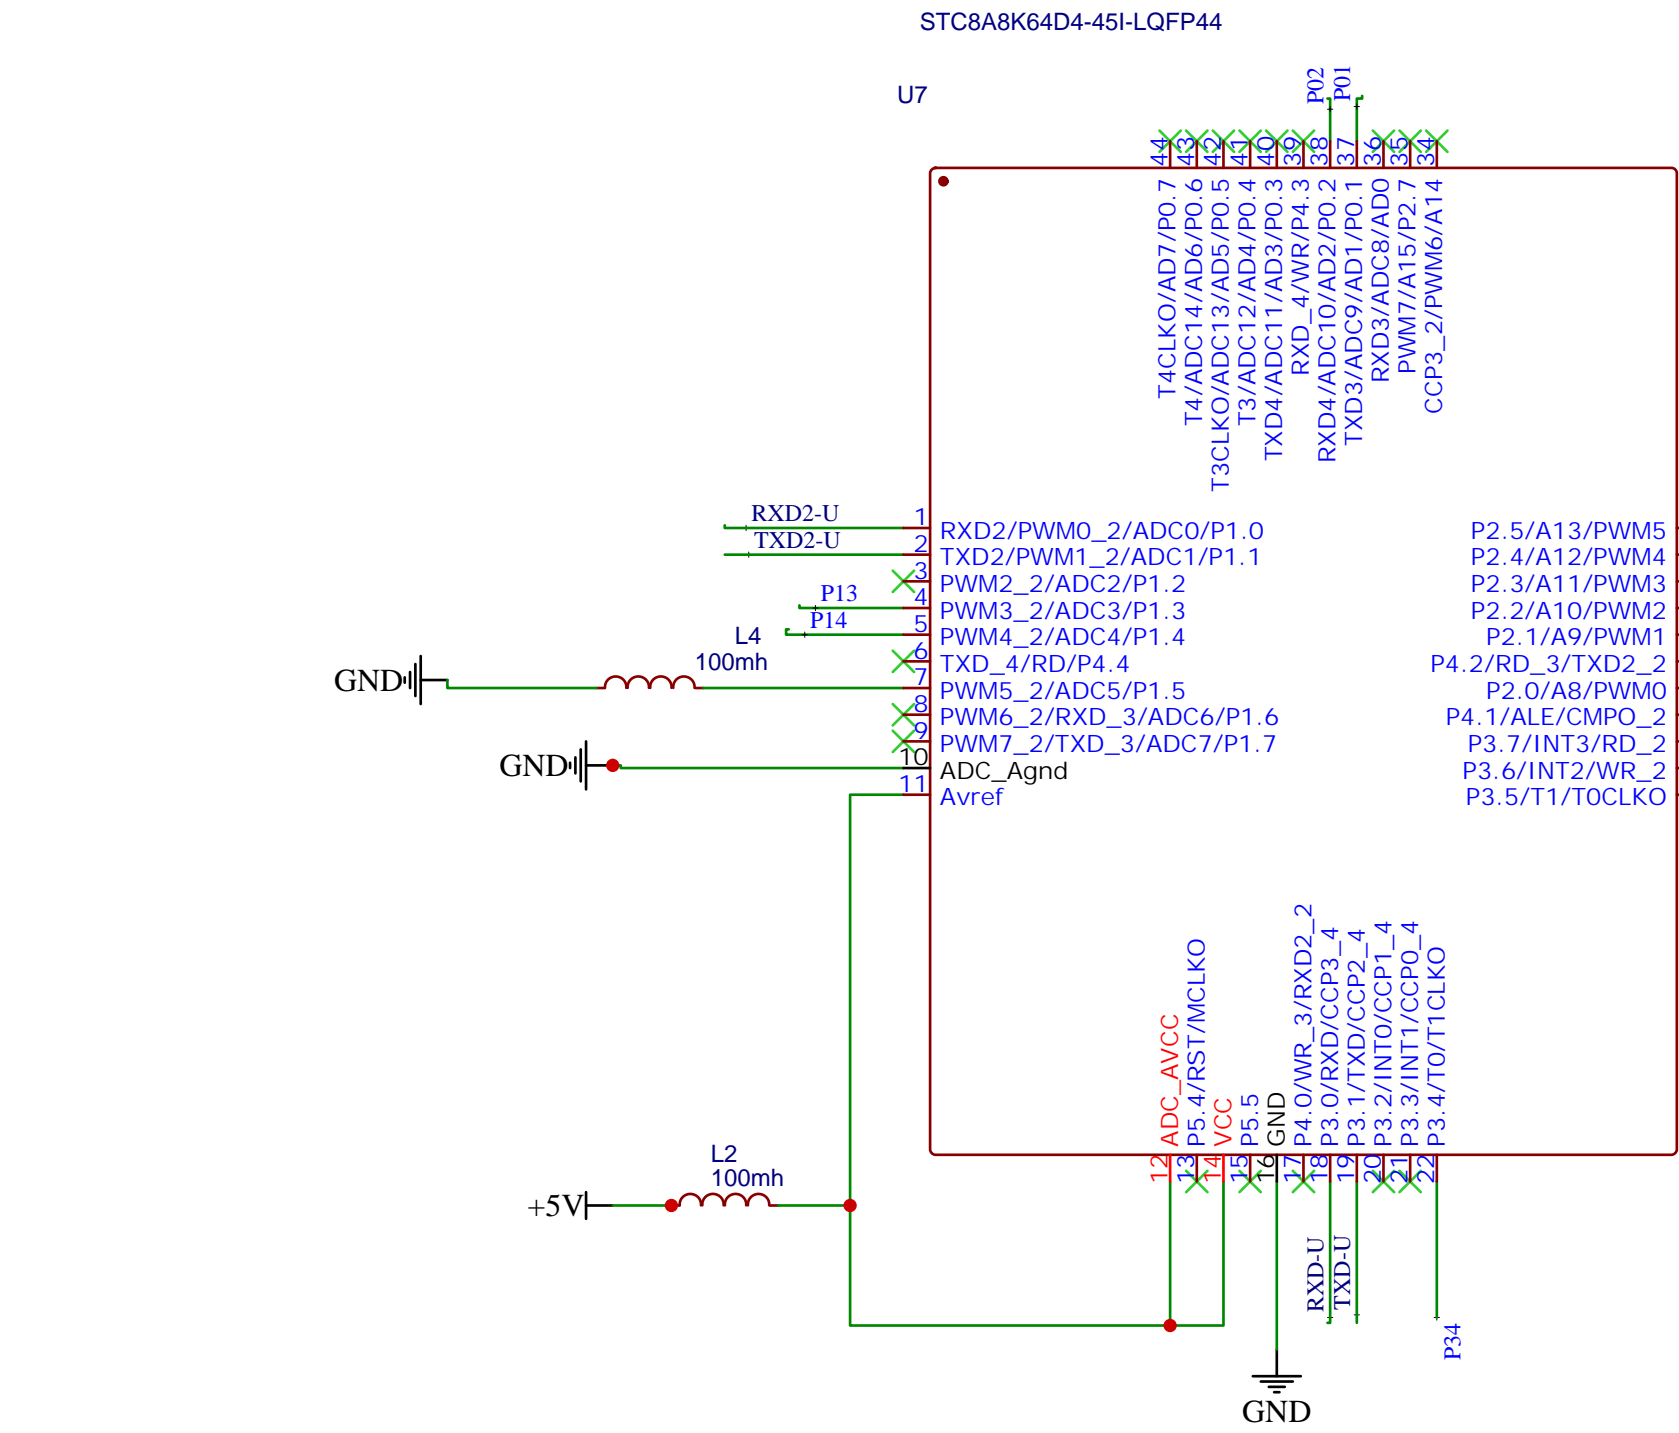 STC8A8K64D4-45I-LQFP44
U7
P02
P01
44
43
42
41
40
39
38
37
36
35
34
T4CLKO/AD7/P0.7
T4/ADC14/AD6/P0.6
T3CLKO/ADC13/AD5/P0.5
T3/ADC12/AD4/P0.4
TXD4/ADC11/AD3/P0.3
RXD_4/WR/P4.3
RXD4/ADC10/AD2/P0.2
TXD3/ADC9/AD1/P0.1
RXD3/ADC8/AD0
PWM7/A15/P2.7
CCP3_2/PWM6/A14
RXD2-U
1
RXD2/PWM0_2/ADC0/P1.0
P2.5/A13/PWM5
TXD2-U
2
TXD2/PWM1_2/ADC1/P1.1
P2.4/A12/PWM4
3
PWM2_2/ADC2/P1.2
P2.3/A11/PWM3
P13
4
PWM3_2/ADC3/P1.3
P2.2/A10/PWM2
P14
5
PWM4_2/ADC4/P1.4
P2.1/A9/PWM1
L4
100mh
6
TXD_4/RD/P4.4
P4.2/RD_3/TXD2_2
GND
7
PWM5_2/ADC5/P1.5
P2.0/A8/PWM0
8
PWM6_2/RXD_3/ADC6/P1.6
P4.1/ALE/CMPO_2
9
PWM7_2/TXD_3/ADC7/P1.7
P3.7/INT3/RD_2
GND
10
ADC_Agnd
P3.6/INT2/WR_2
11
Avref
P3.5/T1/T0CLKO
ADC_AVCC
P5.4/RST/MCLKO
VCC
P5.5
GND
P4.0/WR_3/RXD2_2
P3.0/RXD/CCP3_4
P3.1/TXD/CCP2_4
P3.2/INT0/CCP1_4
P3.3/INT1/CCP0_4
P3.4/T0/T1CLKO
12
13
14
15
16
17
18
19
20
21
22
L2
100mh
+5V
RXD-U
TXD-U
P34
GND